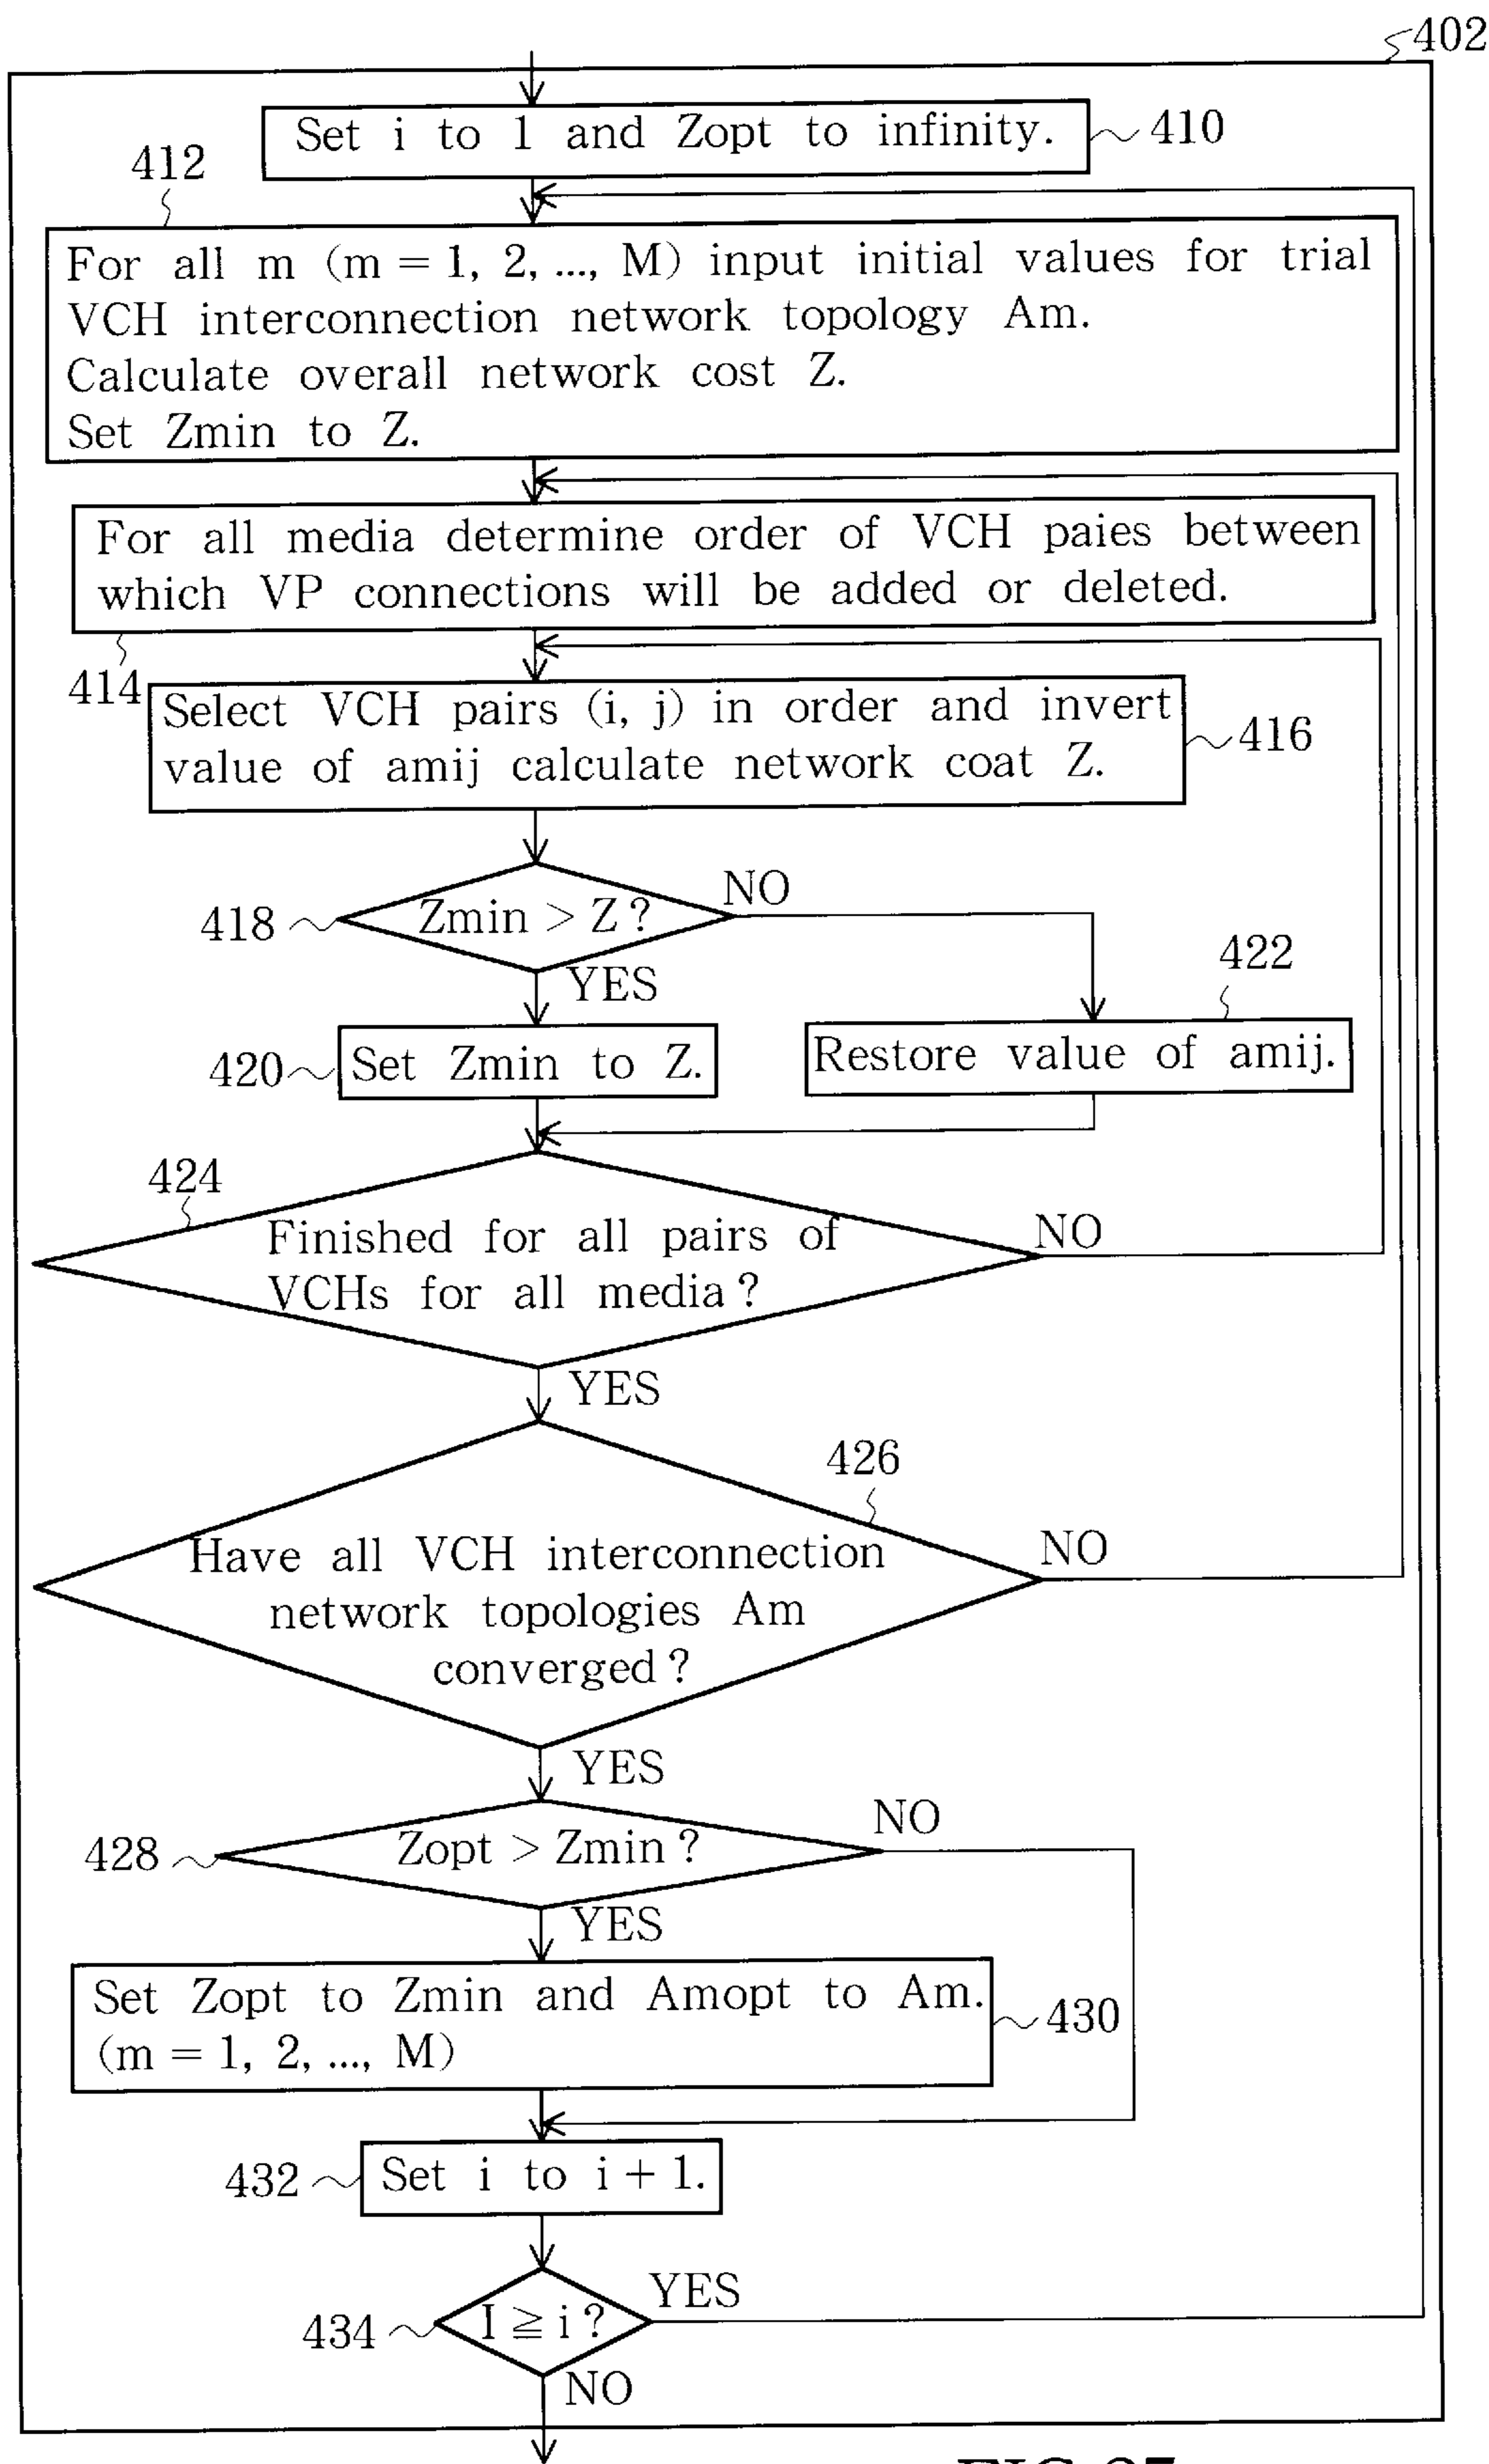 402
Set i to 1 and Zopt to infinity.
410
412
For all m (m = 1, 2, ..., M) input initial values for trial
VCH interconnection network topology Am.
Calculate overall network cost Z.
Set Zmin to Z.
For all media determine order of VCH paies between
which VP connections will be added or deleted.
414
Select VCH pairs (i, j) in order and invert
value of amij calculate network coat Z.
416
418
Zmin > Z?
NO
YES
422
420
Set Zmin to Z.
Restore value of amij.
424
Finished for all pairs of
VCHs for all media?
NO
YES
426
Have all VCH interconnection
network topologies Am
converged?
NO
YES
428
Zopt > Zmin?
NO
YES
Set Zopt to Zmin and Amopt to Am.
(m = 1, 2, ..., M)
430
432
Set i to i + 1.
434
I ≧ i?
YES
NO